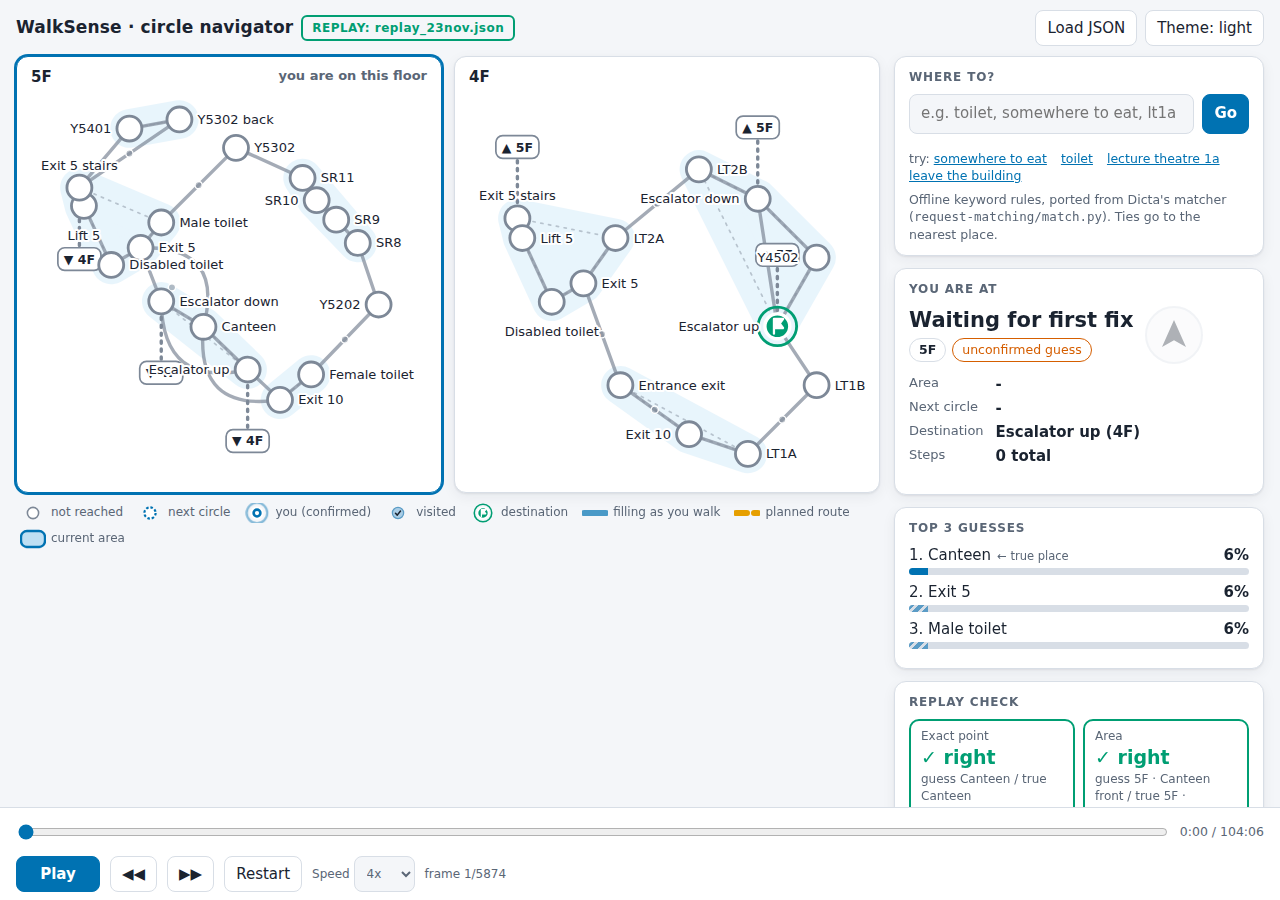 WalkSense · circle navigator
REPLAY: replay_23nov.json
Load JSON
Theme: light
5F
you are on this floor
Y5401
Y5302 back
Y5302
Exit 5 stairs
SR11
SR10
SR9
SR8
Male toilet
Lift 5
Exit 5
▼ 4F
Disabled toilet
Escalator down
Y5202
Canteen
Escalator up
Female toilet
Exit 10
▼ 4F
4F
▲ 5F
▲ 5F
LT2B
Exit 5 stairs
Escalator down
Lift 5
LT2A
Y4502
Exit 5
Disabled toilet
Escalator up
Entrance exit
LT1B
Exit 10
LT1A
not reached
next circle
you (confirmed)
visited
destination
filling as you walk
planned route
current area
WHERE TO?
e.g. toilet, somewhere to eat, lt1a
Go
try: somewhere to eat toilet lecture theatre 1a
leave the building
Offline keyword rules, ported from Dicta's matcher
(request-matching/match.py). Ties go to the
nearest place.
YOU ARE AT
Waiting for first fix
5F
unconfirmed guess
Area -
Next circle -
Destination Escalator up (4F)
Steps 0 total
TOP 3 GUESSES
1. Canteen ← true place 6%
2. Exit 5 6%
3. Male toilet 6%
REPLAY CHECK
Exact point
✓ right
guess Canteen / true
Canteen
Area
✓ right
guess 5F · Canteen
front / true 5F ·
0:00 / 104:06
Play
◀◀
▶▶
Restart
Speed
4x
frame 1/5874